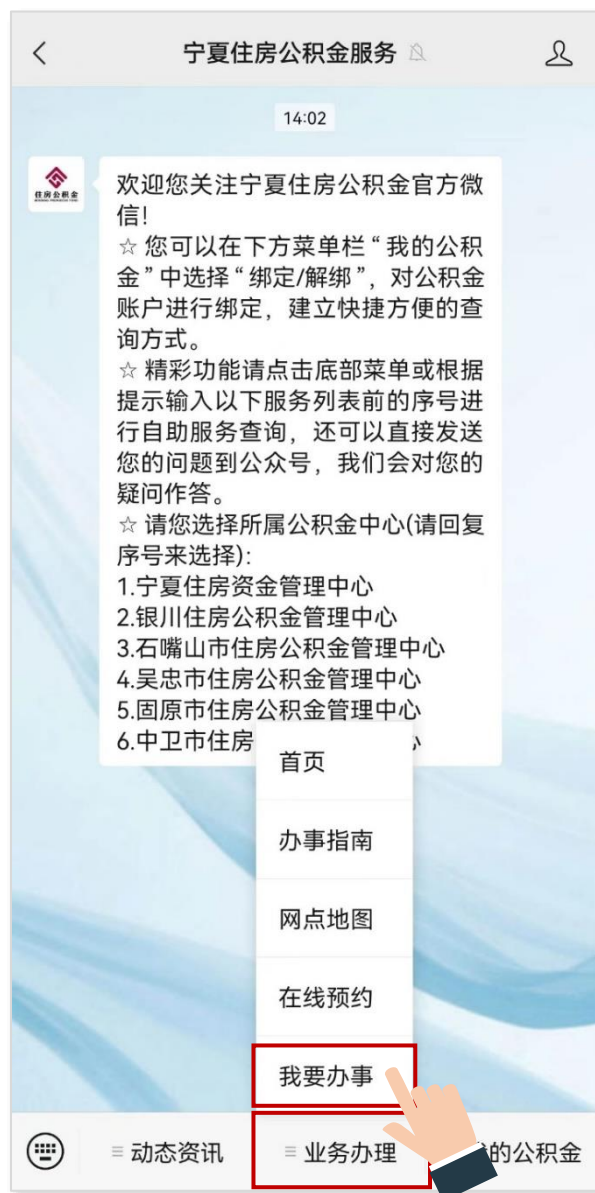 宁夏住房公积金服务
14:02
住房公积金
欢迎您关注宁夏住房公积金官方微
信!
☆ 您可以在下方菜单栏“我的公积
金”中选择“绑定/解绑”，对公积金
账户进行绑定，建立快捷方便的查
询方式。
☆ 精彩功能请点击底部菜单或根据
提示输入以下服务列表前的序号进
行自助服务查询，还可以直接发送
您的问题到公众号，我们会对您的
疑问作答。
☆ 请您选择所属公积金中心(请回复
序号来选择):
1.宁夏住房资金管理中心
2.银川住房公积金管理中心
3.石嘴山市住房公积金管理中心
4.吴忠市住房公积金管理中心
5.固原市住房公积金管理中心
6.中卫市住房
首页
办事指南
网点地图
在线预约
我要办事
动态资讯
业务办理
的公积金